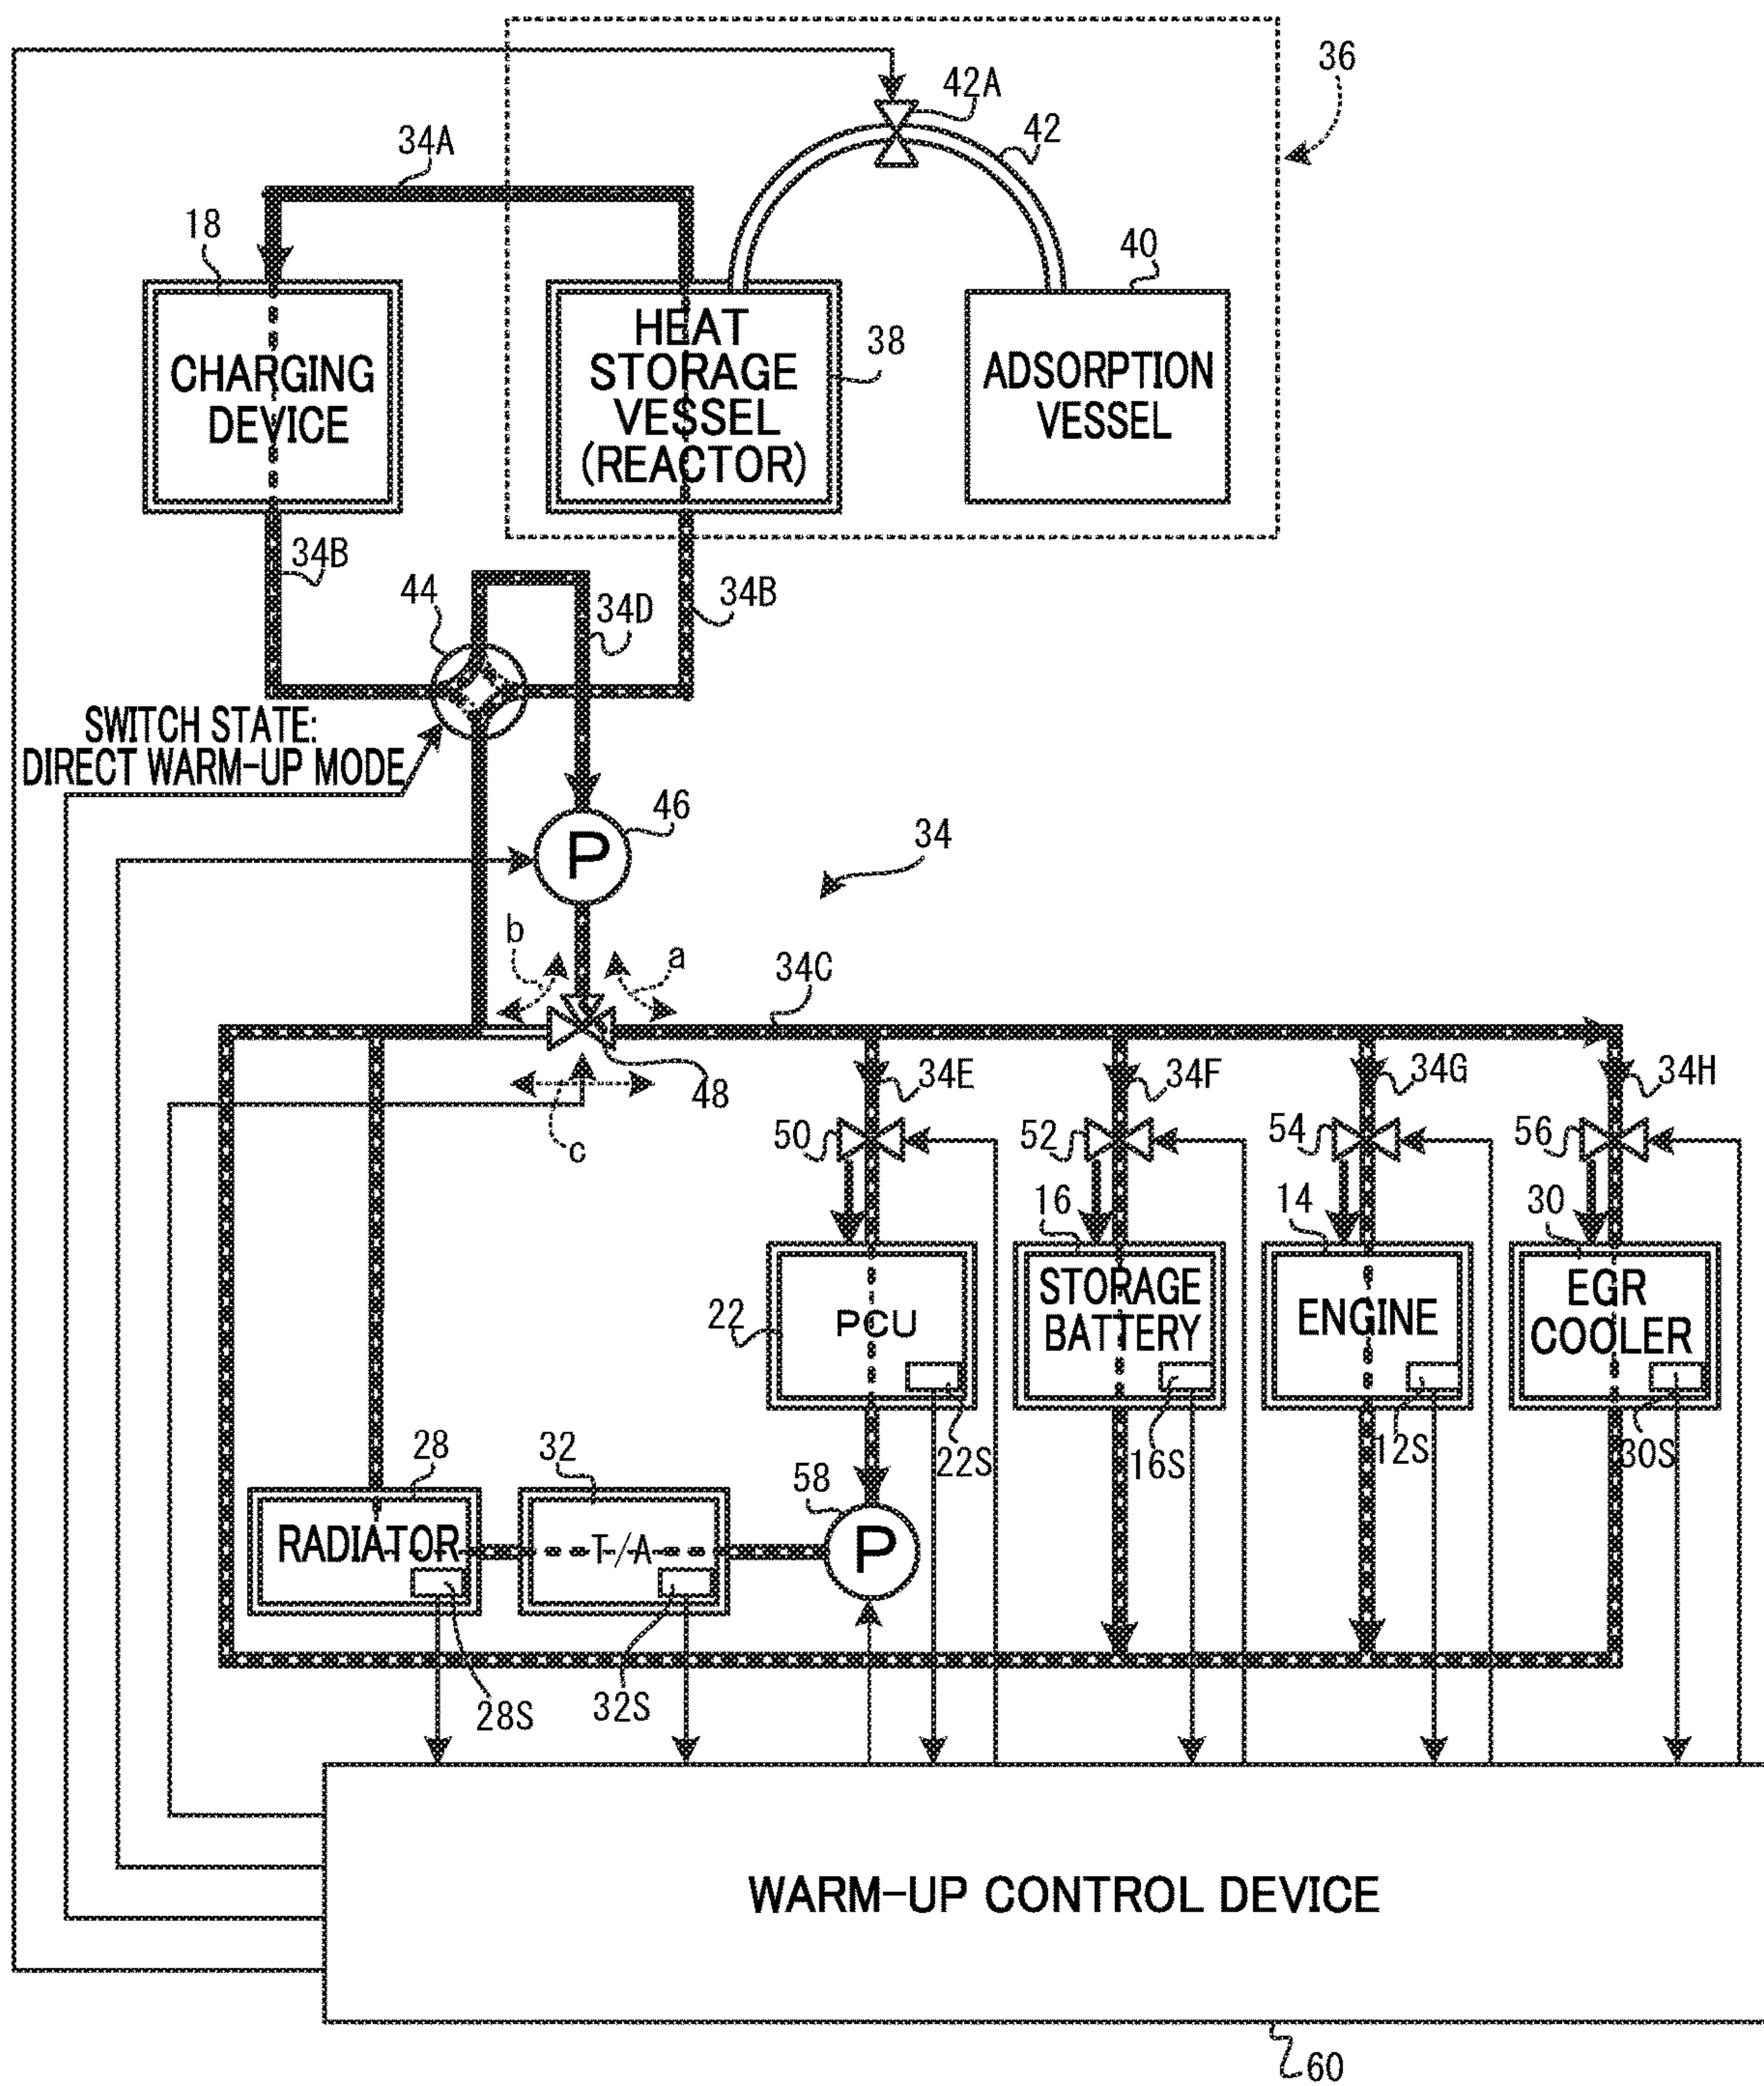 36
42A
42
34A
18
40
HEAT
STORAGE
VESSEL
(REACTOR)
38
CHARGING
DEVICE
ADSORPTION
VESSEL
34B
44
34D
34B
SWITCH STATE:
DIRECT WARM-UP MODE
46
P
34
b
a
34C
48
c
34E
34F
34G
34H
50
52
54
56
16
14
30
22
PCU
STORAGE
BATTERY
ENGINE
EGR
COOLER
22S
16S
12S
30S
28
32
58
RADIATOR
T/A
P
28S
32S
WARM-UP CONTROL DEVICE
60